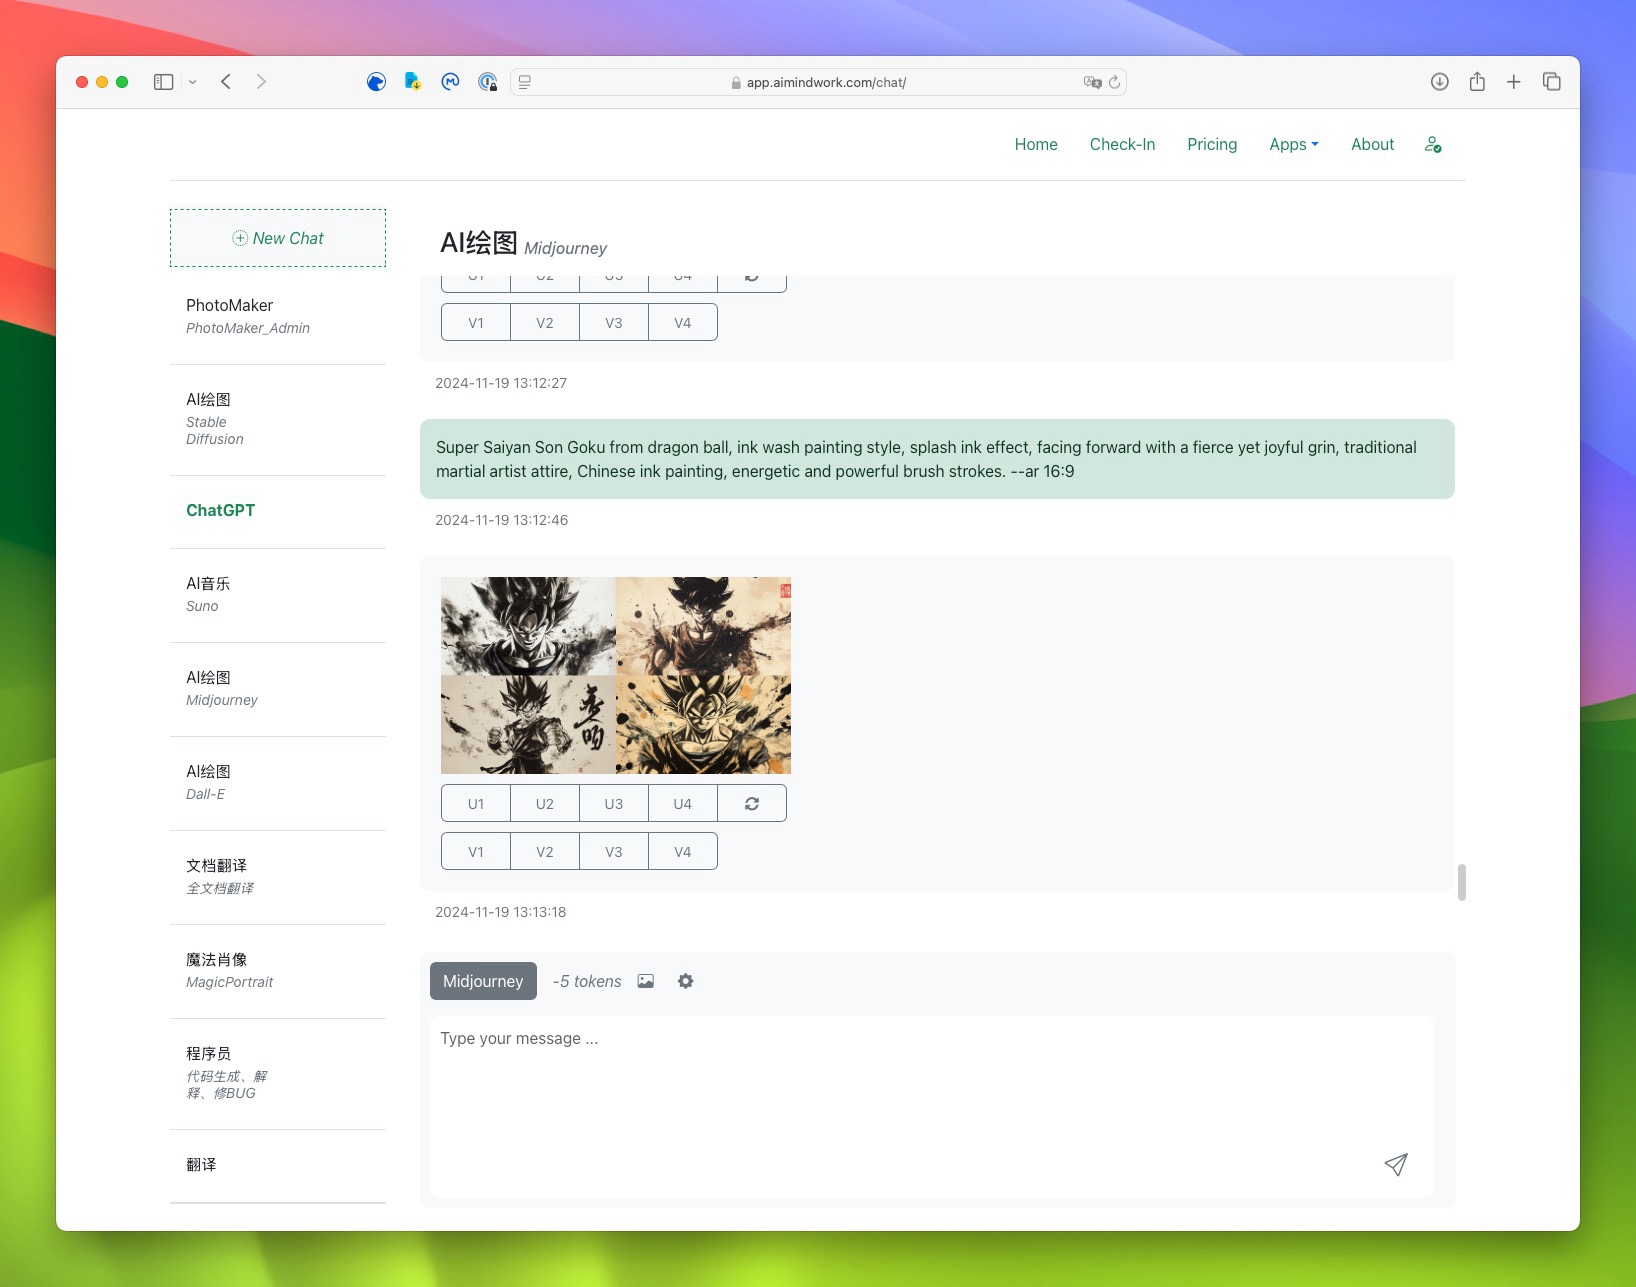 app.aimindwork.com/chat/
Home
Check-In
Pricing
Apps
About
New Chat
PhotoMaker
PhotoMaker_Admin
AI绘图
Stable
Diffusion
ChatGPT
AI音乐
Suno
AI绘图
Midjourney
AI绘图
Dall-E
文档翻译
全文档翻译
魔法肖像
MagicPortrait
程序员
代码生成、解
释、修BUG
翻译
AI绘图 Midjourney
U1 U2 U3 U4
V1 V2 V3 V4
2024-11-19 13:12:27
Super Saiyan Son Goku from dragon ball, ink wash painting style, splash ink effect, facing forward with a fierce yet joyful grin, traditional
martial artist attire, Chinese ink painting, energetic and powerful brush strokes. --ar 16:9
2024-11-19 13:12:46
U1 U2 U3 U4
V1 V2 V3 V4
2024-11-19 13:13:18
Midjourney -5 tokens
Type your message ...